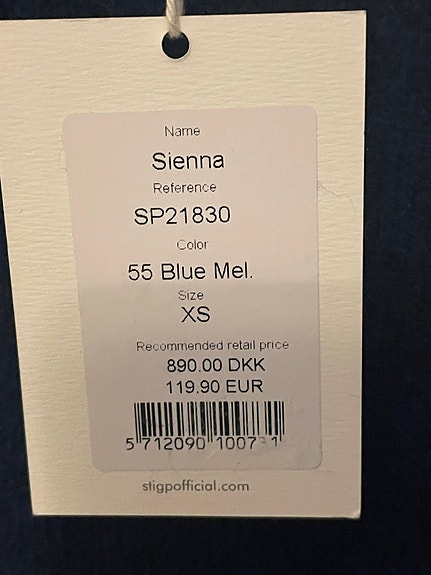 Name
Sienna
Reference
SP21830
Color
55 Blue Mel.
Size
XS
Recommended retail price
890.00 DKK
119.90 EUR
5 712090 100731
stigpofficial.com